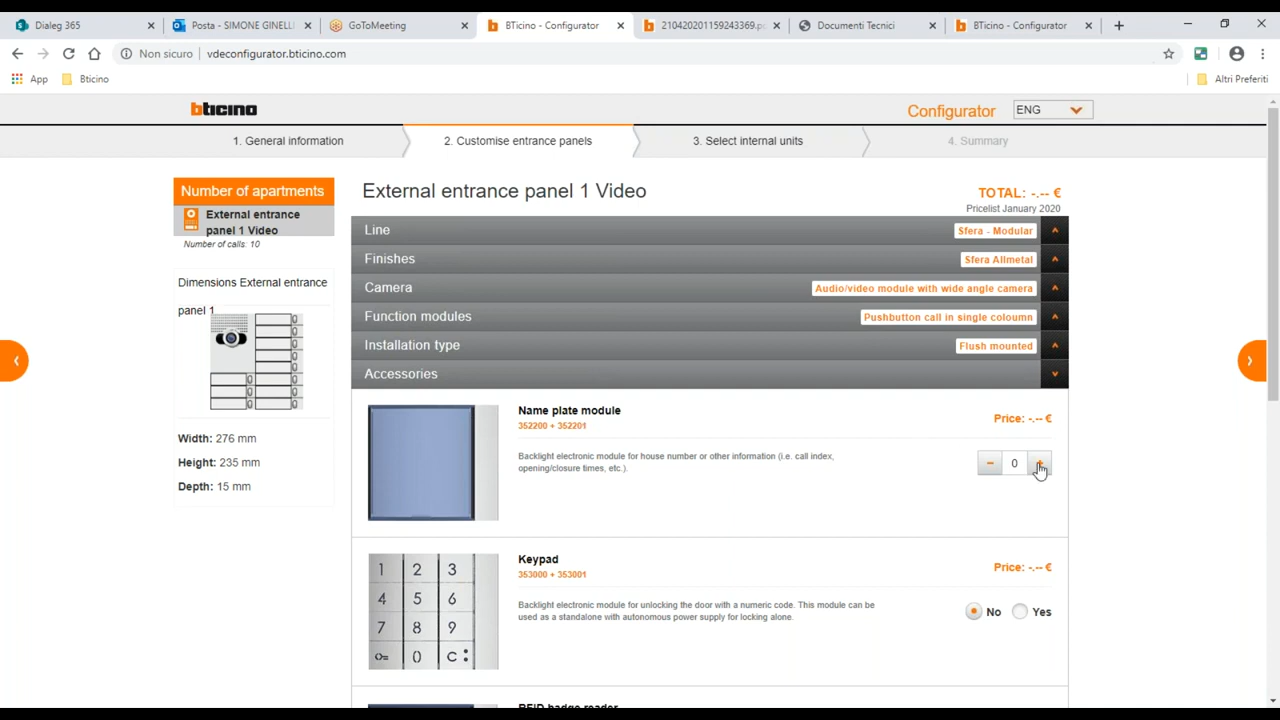 Dialeg 365
Posta - SIMONE GINELLI
GoToMeeting
BTicino - Configurator
210420201159243369.p
Documenti Tecnici
BTicino - Configurator
Non sicuro
vdeconfigurator.bticino.com
App
Bticino
Altri Preferiti
bticino
Configurator
ENG
1. General information
2. Customise entrance panels
3. Select internal units
4. Summary
Number of apartments
External entrance
panel 1 Video
Number of calls: 10
Dimensions External entrance
panel 1
Width: 276 mm
Height: 235 mm
Depth: 15 mm
External entrance panel 1 Video
TOTAL: -.-- €
Pricelist January 2020
Line
Sfera - Modular
Finishes
Sfera Allmetal
Camera
Audio/video module with wide angle camera
Function modules
Pushbutton call in single coloumn
Installation type
Flush mounted
Accessories
Name plate module
352200 + 352201
Price: -.-- €
Backlight electronic module for house number or other information (i.e. call index,
opening/closure times, etc.).
0
Keypad
353000 + 353001
Price: -.-- €
Backlight electronic module for unlocking the door with a numeric code. This module can be
used as a standalone with autonomous power supply for locking alone.
No
Yes
1 2 3
4 5 6
7 8 9
0 C
RFID badge reader